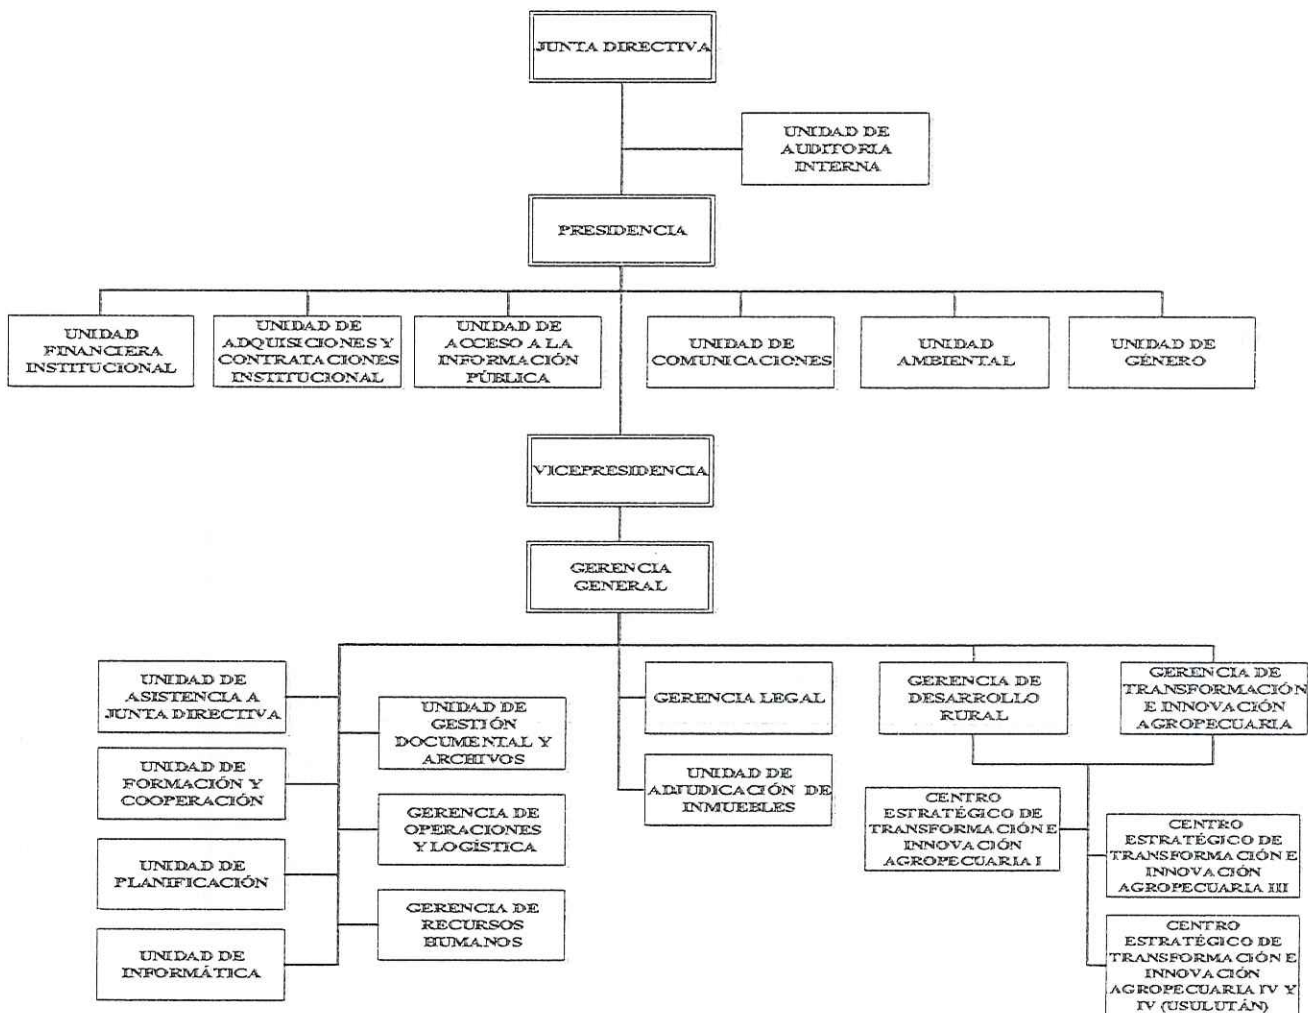 JUNTA DIRECTIVA
UNIDAD DE
AUDITORIA
INTERNA
PRESIDENCIA
UNIDAD
FINANCIERA
INSTITUCIONAL
UNIDAD DE
ADQUISICIONES Y
CONTRATACIONES
INSTITUCIONAL
UNIDAD DE
ACCESO A LA
INFORMACIÓN
PÚBLICA
UNIDAD DE
COMUNICACIONES
UNIDAD
AMBIENTAL
UNIDAD DE
GÉNERO
VICEPRESIDENCIA
GERENCIA
GENERAL
UNIDAD DE
ASISTENCIA A
JUNTA DIRECTIVA
UNIDAD DE
GESTIÓN
DOCUMENTAL Y
ARCHIVOS
UNIDAD DE
FORMACIÓN Y
COOPERACIÓN
GERENCIA DE
OPERACIONES
Y LOGÍSTICA
UNIDAD DE
PLANIFICACIÓN
GERENCIA DE
RECURSOS
HUMANOS
UNIDAD DE
INFORMÁTICA
GERENCIA LEGAL
UNIDAD DE
ADJUDICACIÓN DE
INMUEBLES
GERENCIA DE
DESARROLLO
RURAL
GERENCIA DE
TRANSFORMACIÓN
E INNOVACIÓN
AGROPECUARIA
CENTRO
ESTRATÉGICO DE
TRANSFORMACIÓN E
INNOVACIÓN
AGROPECUARIA I
CENTRO
ESTRATÉGICO DE
TRANSFORMACIÓN E
INNOVACIÓN
AGROPECUARIA III
CENTRO
ESTRATÉGICO DE
TRANSFORMACIÓN E
INNOVACIÓN
AGROPECUARIA IV Y
IV (USULUTÁN)